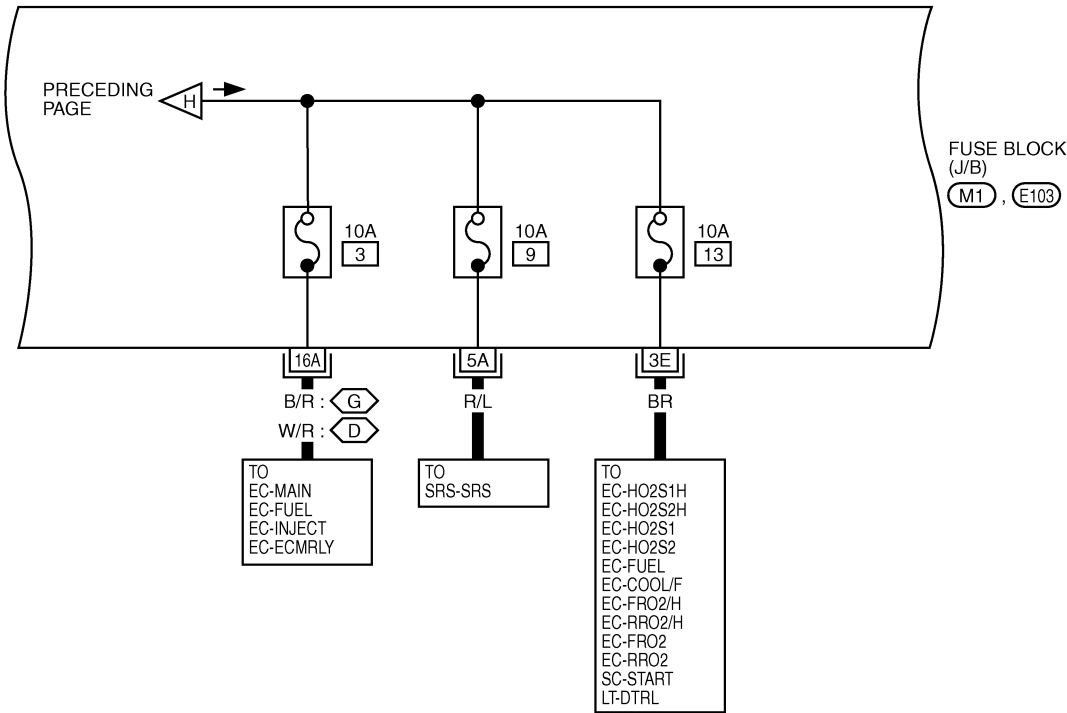 PRECEDING
PAGE
H
FUSE BLOCK
(J/B)
M1 , E103
10A
3
10A
9
10A
13
16A
5A
3E
B/R : G
W/R : D
R/L
BR
TO
EC-MAIN
EC-FUEL
EC-INJECT
EC-ECMRLY
TO
SRS-SRS
TO
EC-HO2S1H
EC-HO2S2H
EC-HO2S1
EC-HO2S2
EC-FUEL
EC-COOL/F
EC-FRO2/H
EC-RRO2/H
EC-FRO2
EC-RRO2
SC-START
LT-DTRL